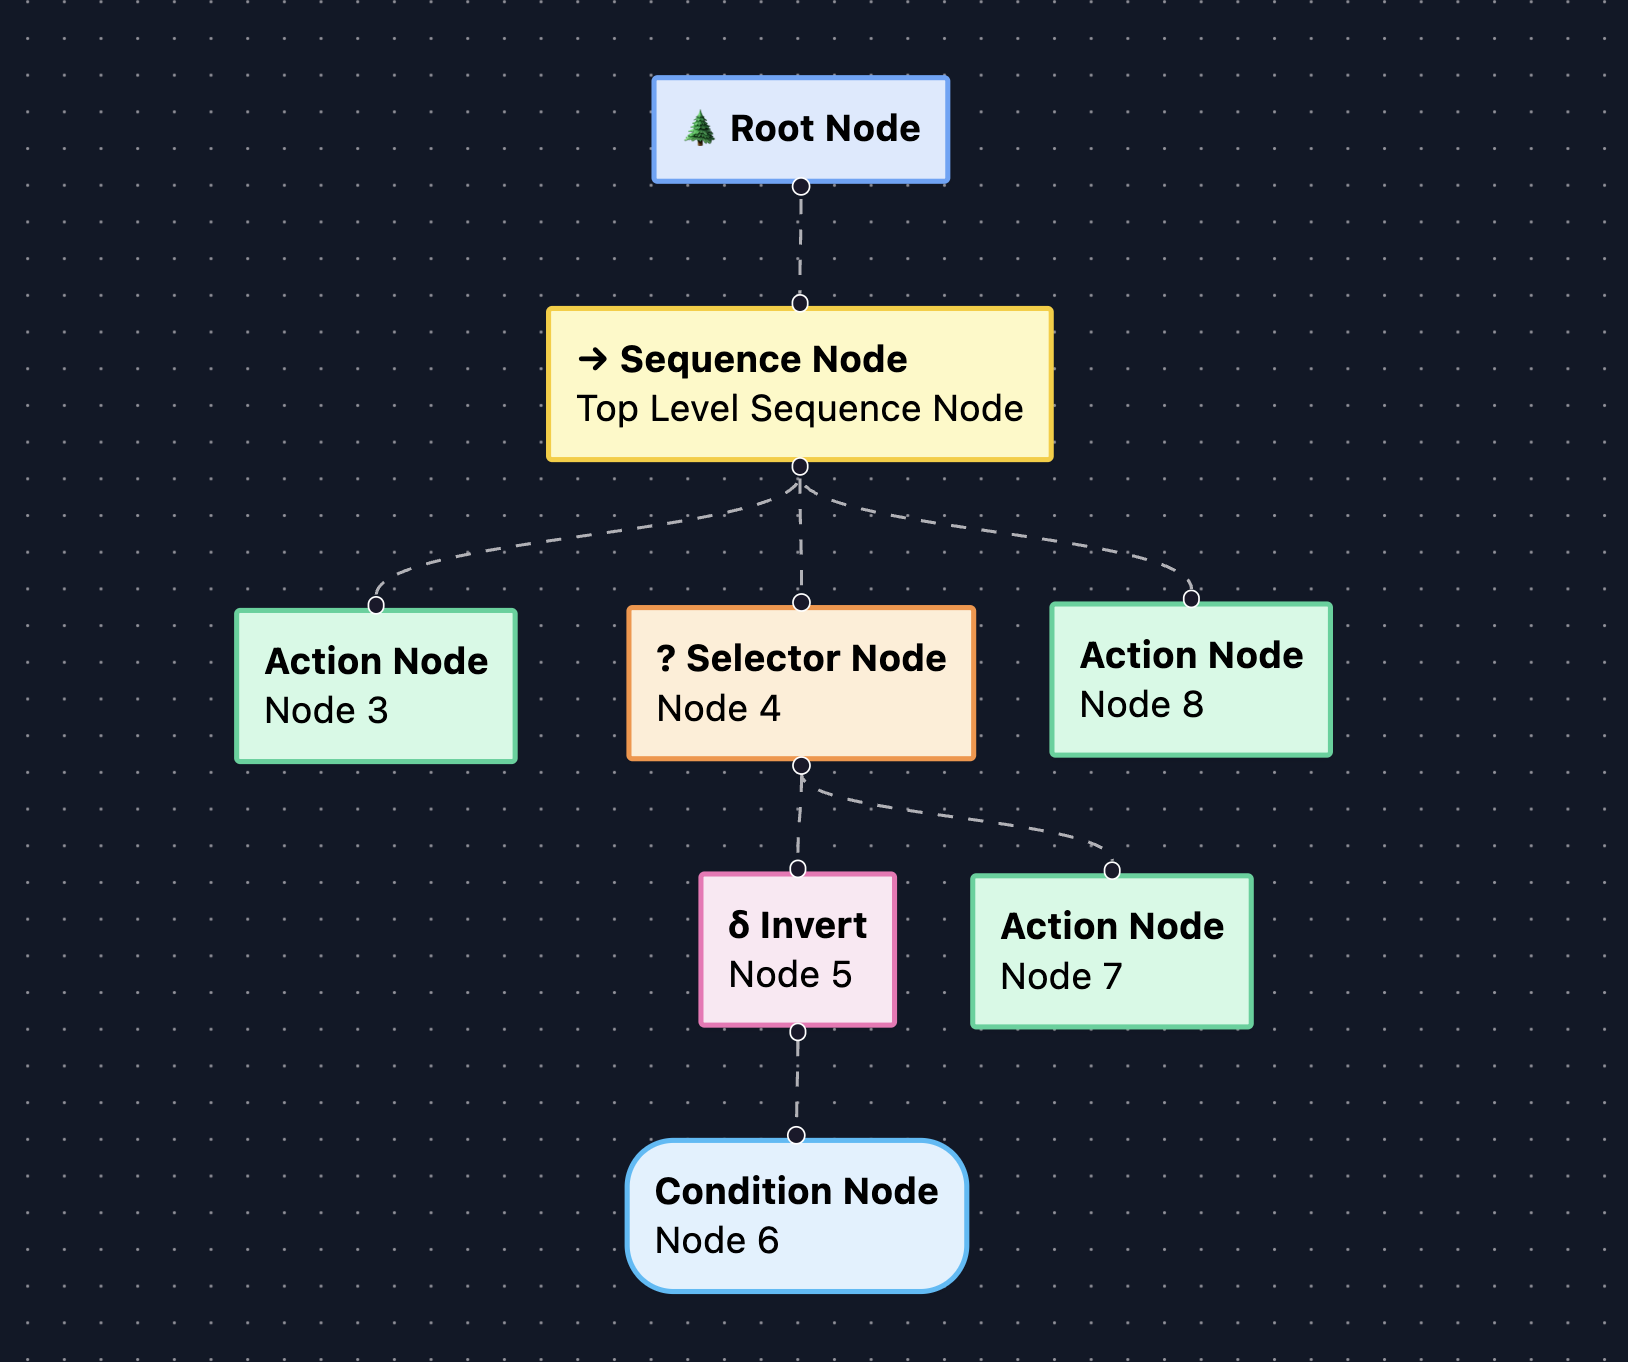 🌲 Root Node
→ Sequence Node
Top Level Sequence Node
Action Node
Node 3
? Selector Node
Node 4
Action Node
Node 8
δ Invert
Node 5
Action Node
Node 7
Condition Node
Node 6